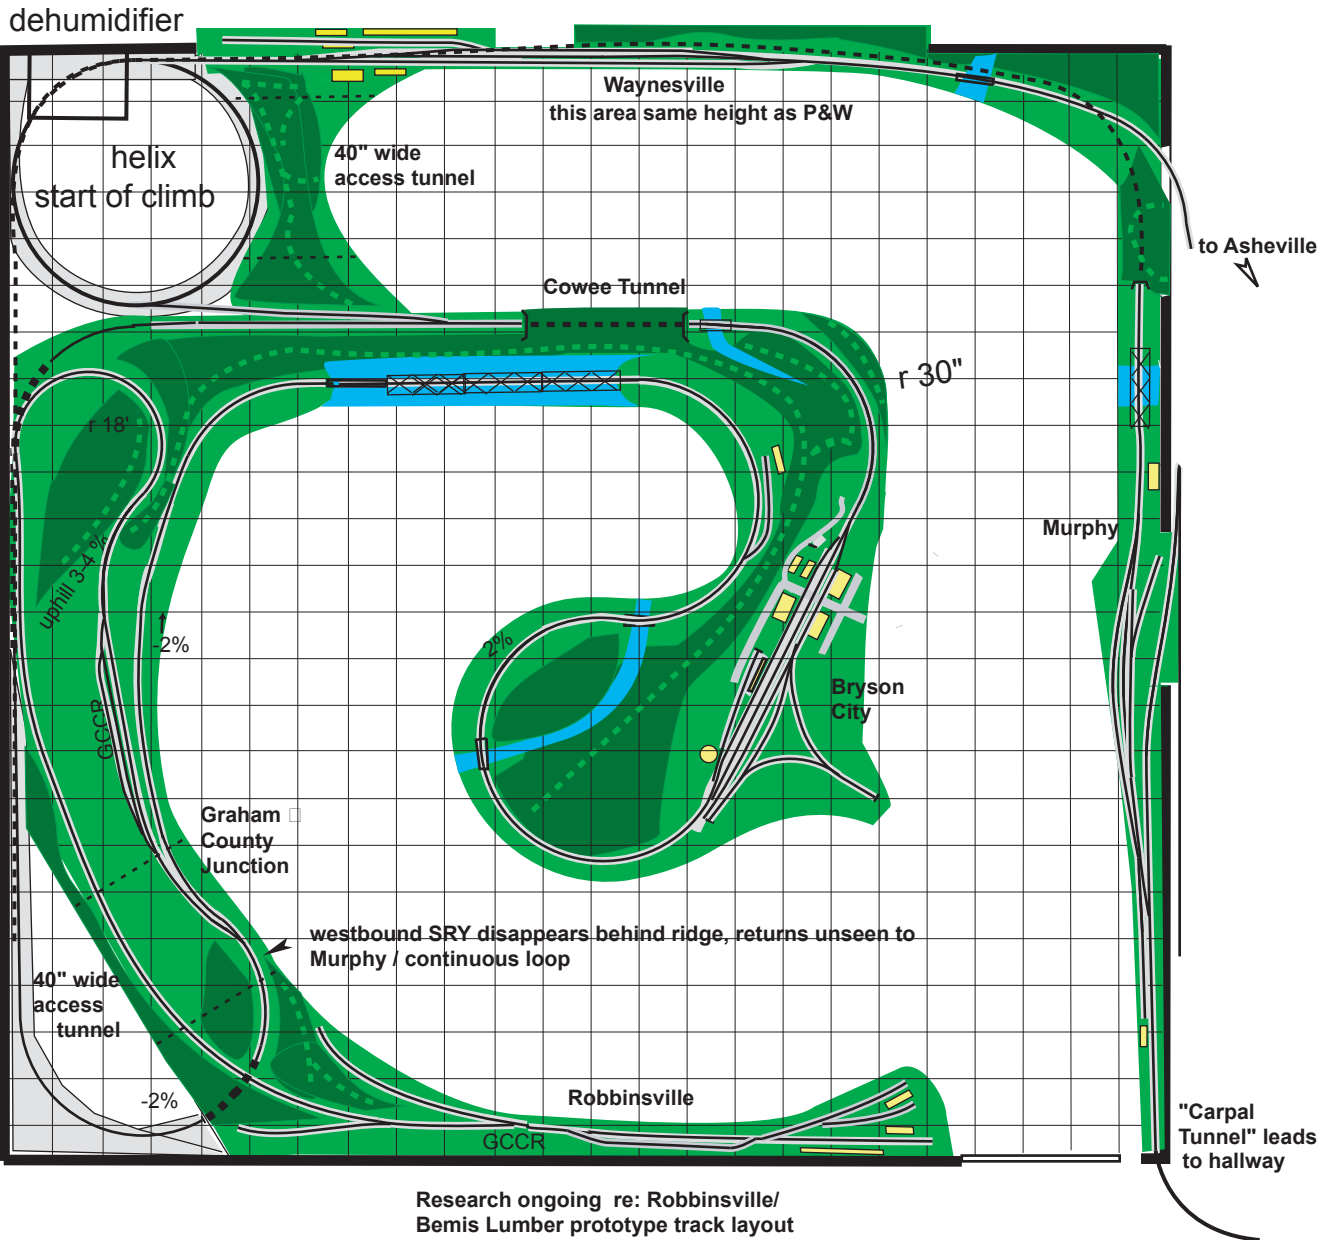 dehumidifier
Waynesville
this area same height as P&W
helix
start of climb
40" wide
access tunnel
to Asheville
Cowee Tunnel
r 30"
r 18'
Murphy
uphill 3-4 %
-2%
2%
Bryson
City
GCCR
Graham
County
Junction
westbound SRY disappears behind ridge, returns unseen to
Murphy / continuous loop
40" wide
access
tunnel
-2%
Robbinsville
GCCR
"Carpal
Tunnel" leads
to hallway
Research ongoing re: Robbinsville/
Bemis Lumber prototype track layout